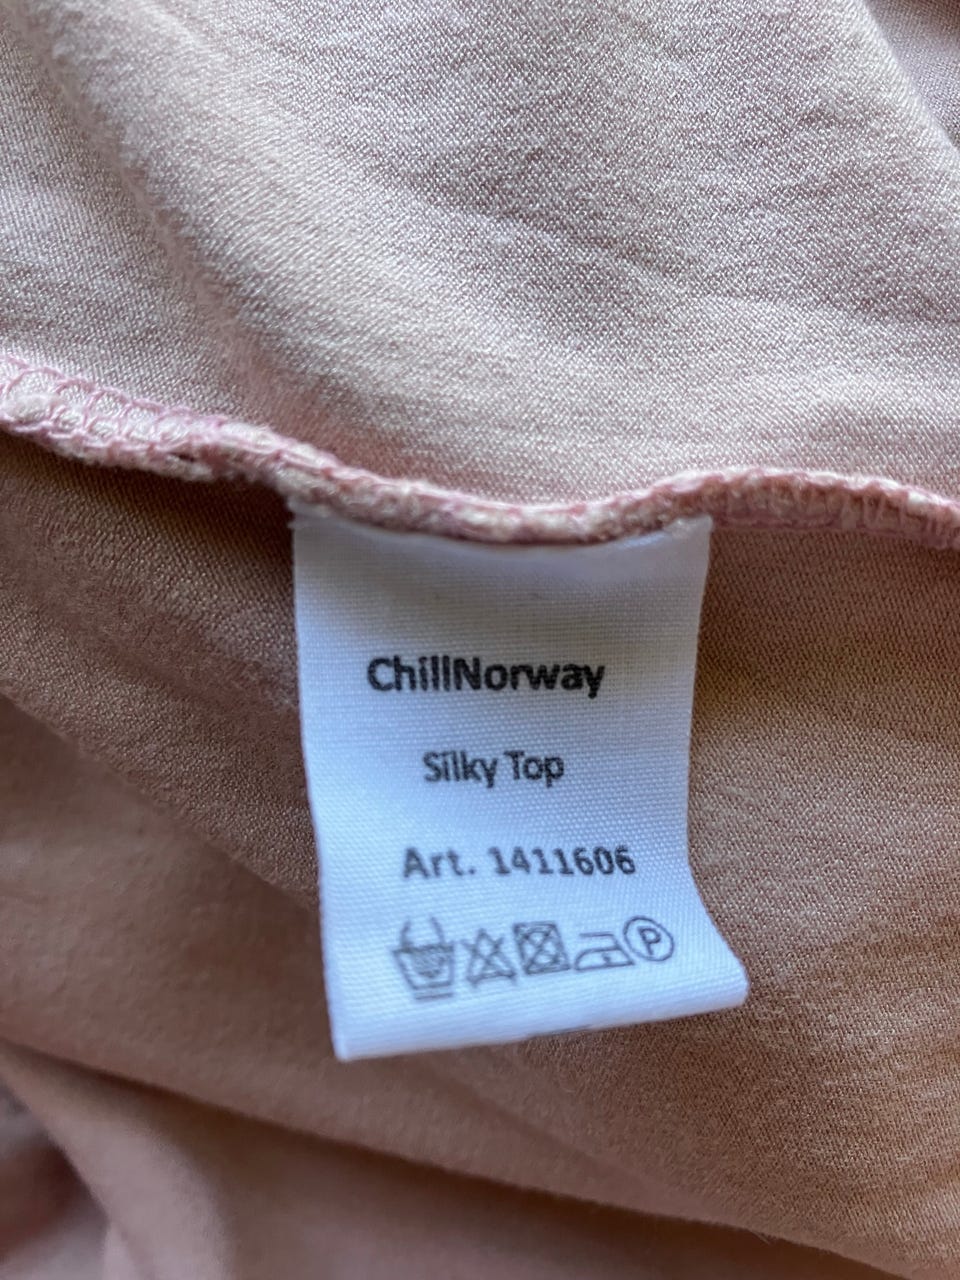 ChillNorway
Silky Top
Art. 1411606
P